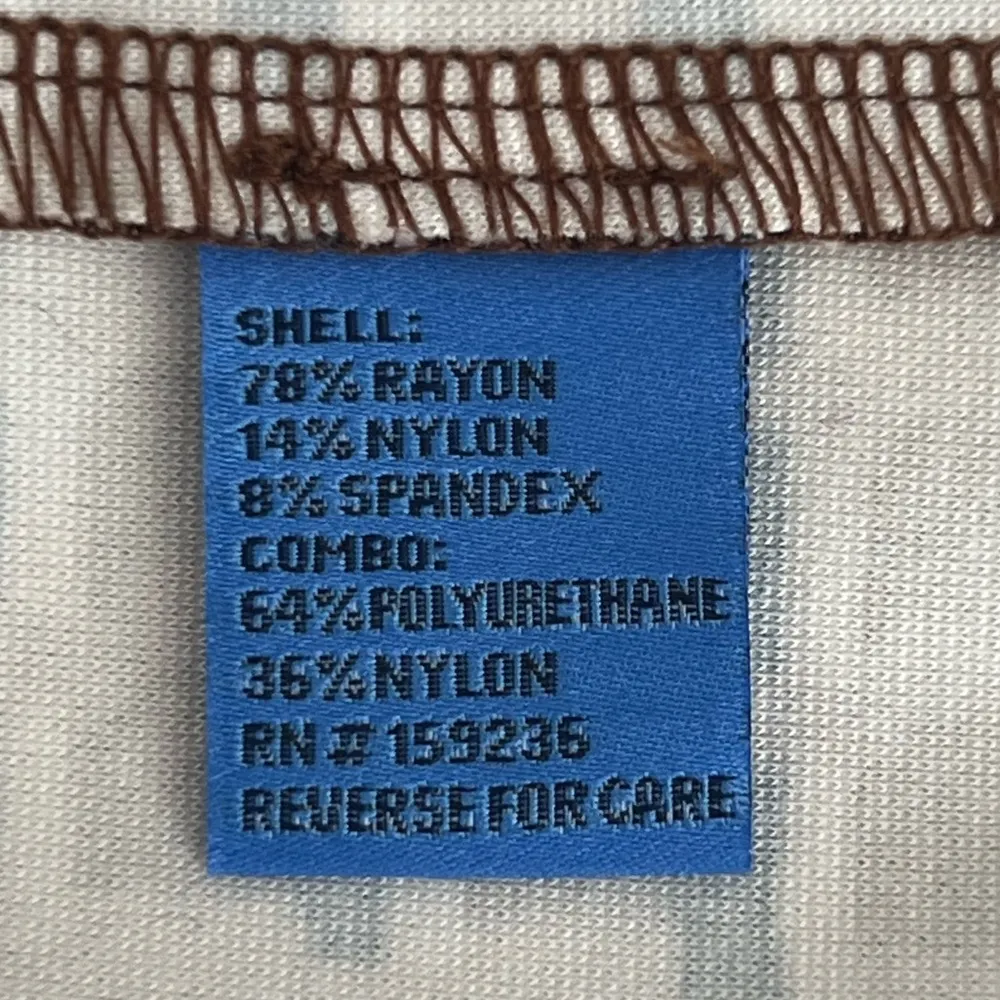 SHELL:
78% RAYON
14% NYLON
8% SPANDEX
COMBO:
64% POLYURETHANE
36% NYLON
RN # 159236
REVERSE FOR CARE